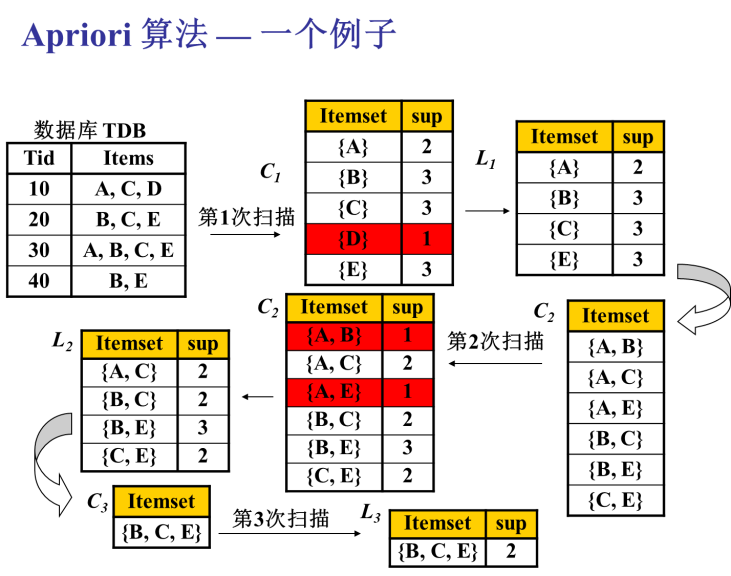 Apriori 算法 — 一个例子
数据库 TDB
Tid Items
10 A, C, D
20 B, C, E
30 A, B, C, E
40 B, E
第1次扫描
C1
Itemset sup
{A} 2
{B} 3
{C} 3
{D} 1
{E} 3
L1
Itemset sup
{A} 2
{B} 3
{C} 3
{E} 3
C2
Itemset
{A, B}
{A, C}
{A, E}
{B, C}
{B, E}
{C, E}
第2次扫描
C2
Itemset sup
{A, B} 1
{A, C} 2
{A, E} 1
{B, C} 2
{B, E} 3
{C, E} 2
L2
Itemset sup
{A, C} 2
{B, C} 2
{B, E} 3
{C, E} 2
C3
Itemset
{B, C, E}
第3次扫描
L3
Itemset sup
{B, C, E} 2